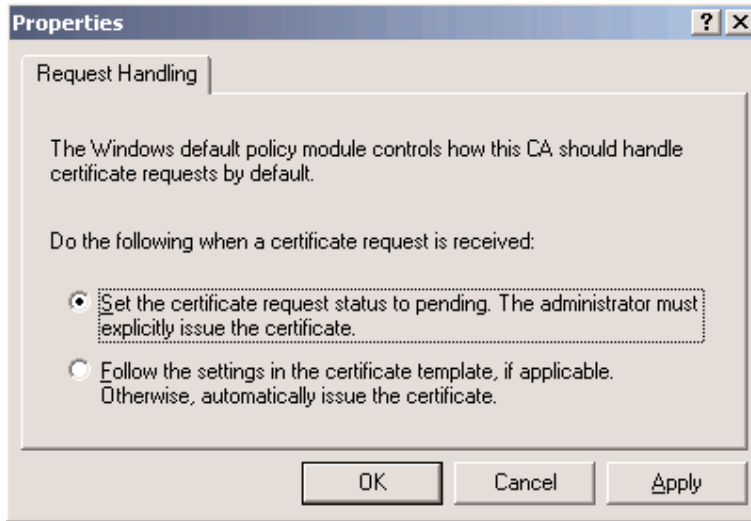 Properties
Request Handling
The Windows default policy module controls how this CA should handle
certificate requests by default.
Do the following when a certificate request is received:
Set the certificate request status to pending. The administrator must
explicitly issue the certificate.
Follow the settings in the certificate template, if applicable.
Otherwise, automatically issue the certificate.
OK Cancel Apply